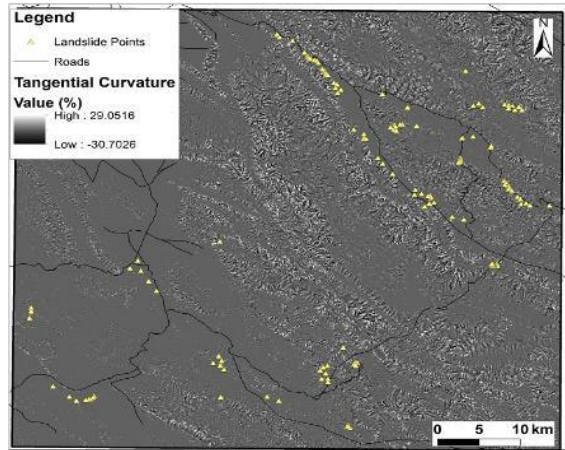 Legend
Landslide Points
Roads
Tangential Curvature
Value (%)
High : 29.0516
Low : -30.7026
N
0 5 10 km